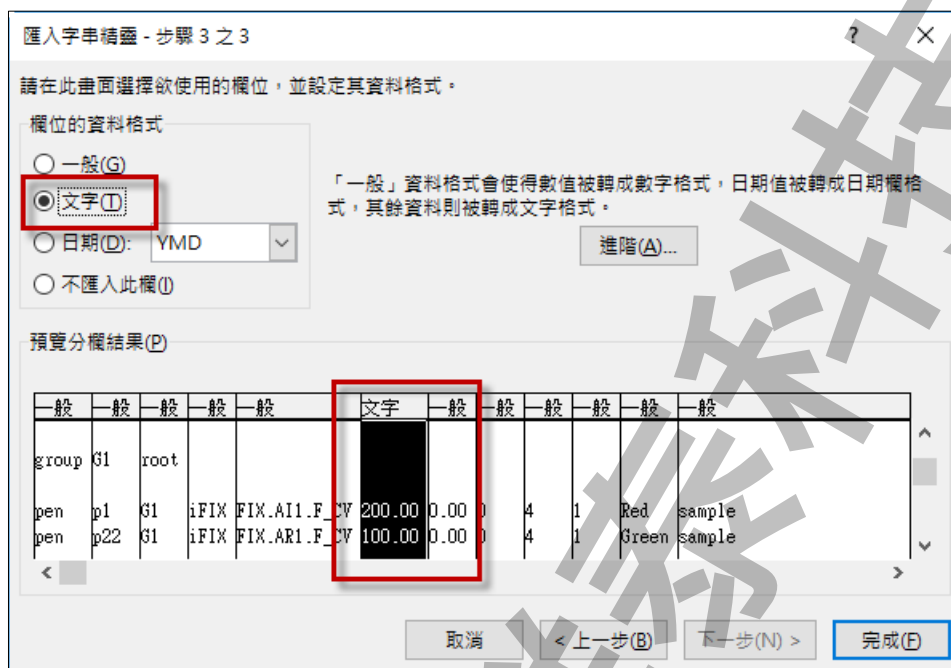 匯入字串精靈 - 步驟 3 之 3
請在此畫面選擇欲使用的欄位，並設定其資料格式。
欄位的資料格式
一般(G)
文字(T)
日期(D): YMD
不匯入此欄(I)
「一般」資料格式會使得數值被轉成數字格式，日期值被轉成日期欄格
式，其餘資料則被轉成文字格式。
進階(A)...
預覽分欄結果(P)
一般 一般 一般 一般 一般 文字 一般 一般 一般 一般 一般 一般
group G1 root
pen p1 G1 iFIX FIX.AI1.F_CV 200.00 0.00 0 4 1 Red sample
pen p22 G1 iFIX FIX.AR1.F_CV 100.00 0.00 0 4 1 Green sample
取消 < 上一步(B) 下一步(N) > 完成(F)
泰科技